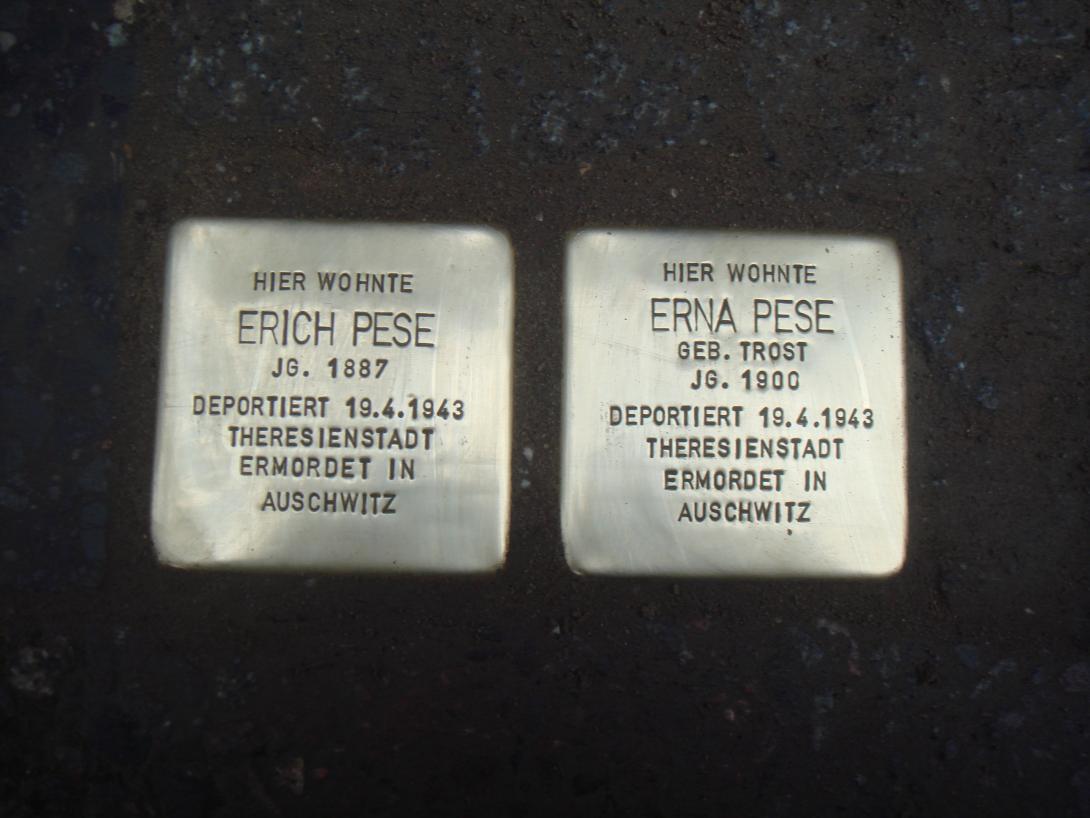 HIER WOHNTE
ERICH PESE
JG. 1887
DEPORTIERT 19.4.1943
THERESIENSTADT
ERMORDET IN
AUSCHWITZ
HIER WOHNTE
ERNA PESE
GEB. TROST
JG. 1900
DEPORTIERT 19.4.1943
THERESIENSTADT
ERMORDET IN
AUSCHWITZ